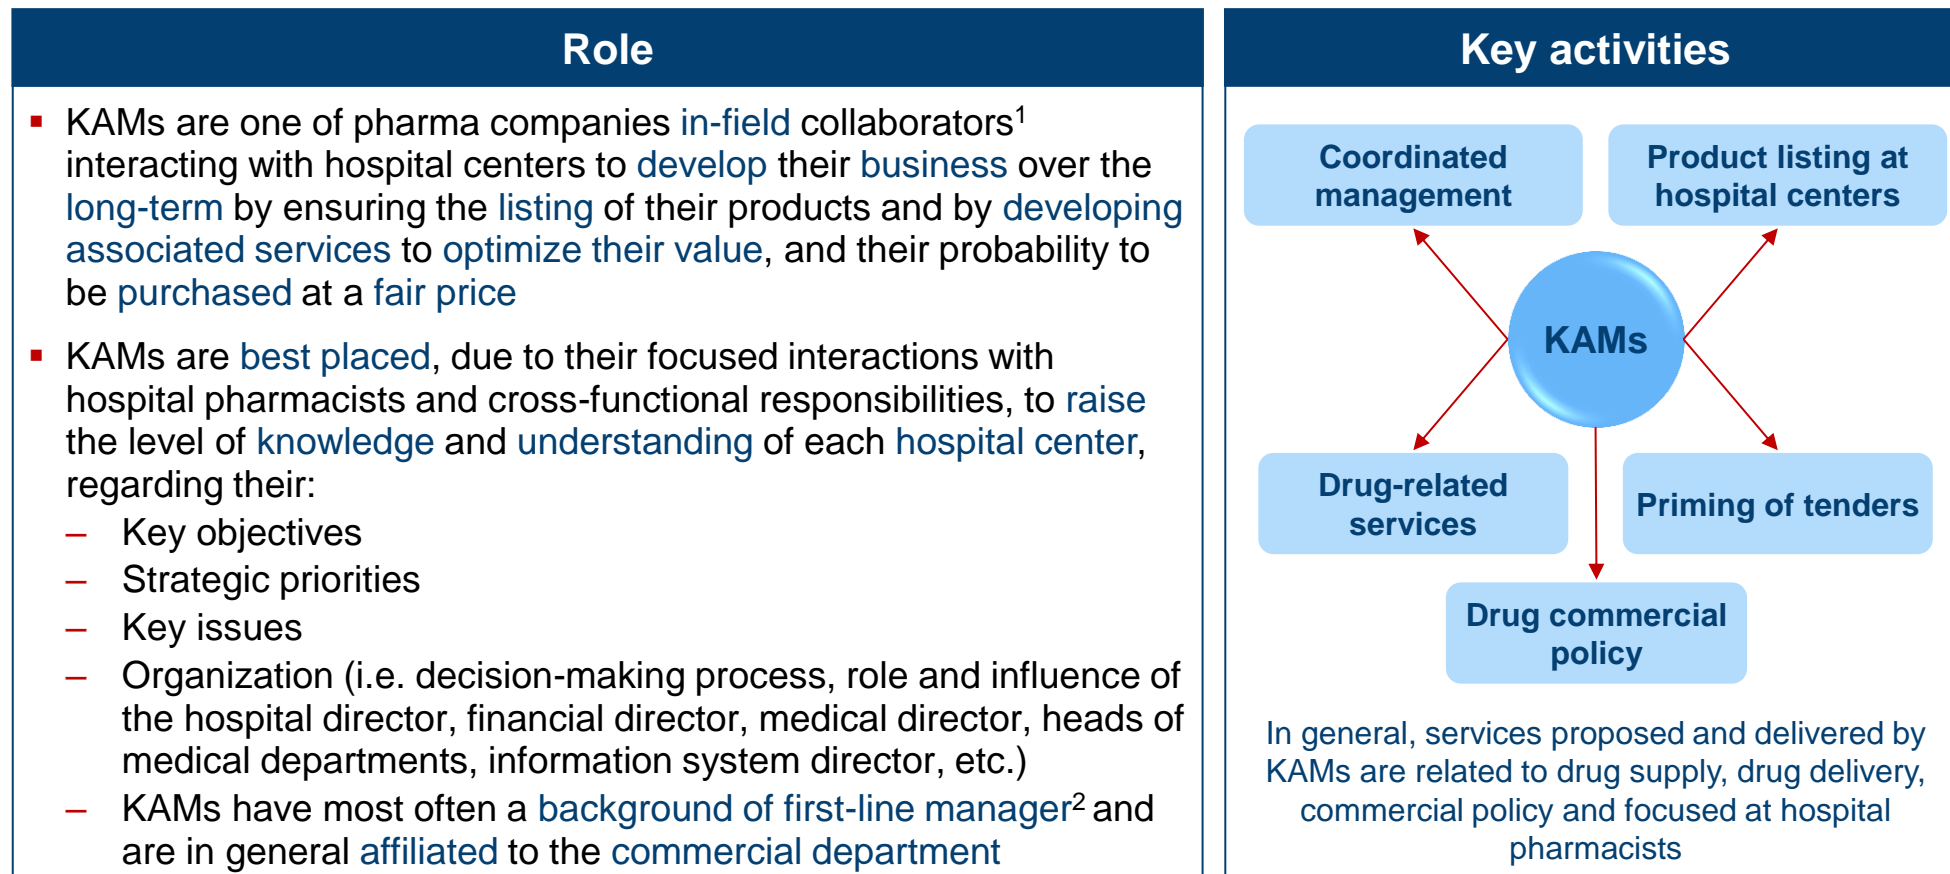 Role
▪ KAMs are one of pharma companies in-field collaborators¹
interacting with hospital centers to develop their business over the
long-term by ensuring the listing of their products and by developing
associated services to optimize their value, and their probability to
be purchased at a fair price
▪ KAMs are best placed, due to their focused interactions with
hospital pharmacists and cross-functional responsibilities, to raise
the level of knowledge and understanding of each hospital center,
regarding their:
– Key objectives
– Strategic priorities
– Key issues
– Organization (i.e. decision-making process, role and influence of
the hospital director, financial director, medical director, heads of
medical departments, information system director, etc.)
– KAMs have most often a background of first-line manager² and
are in general affiliated to the commercial department
Key activities
Coordinated
management
Product listing at
hospital centers
KAMs
Drug-related
services
Priming of tenders
Drug commercial
policy
In general, services proposed and delivered by
KAMs are related to drug supply, drug delivery,
commercial policy and focused at hospital
pharmacists